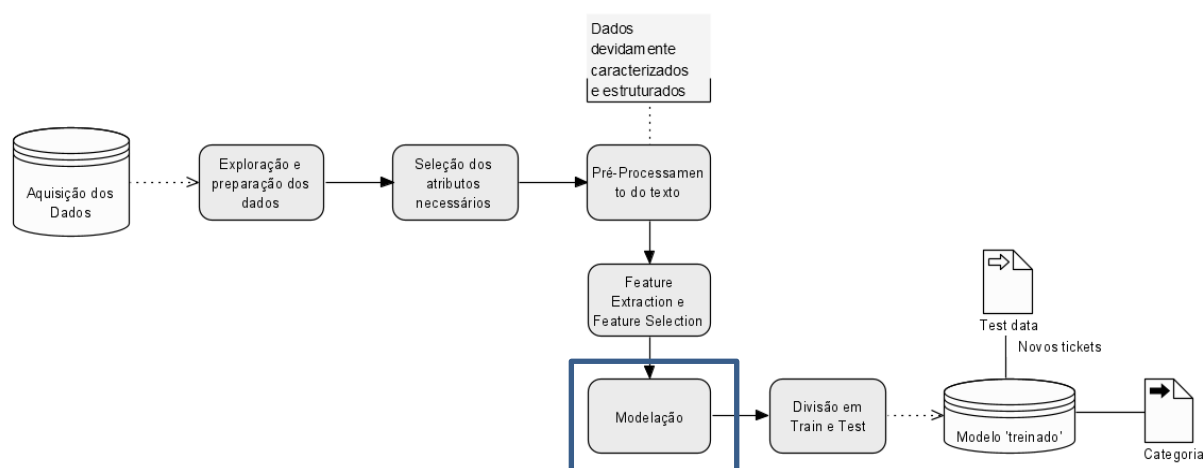 Dados
devidamente
caracterizados
e estruturados
Aquisição dos
Dados
Exploração e
preparação dos
dados
Seleção dos
atributos
necessários
Pré-Processamen
to do texto
Feature
Extraction e
Feature Selection
Modelação
Divisão em
Train e Test
Test data
Novos tickets
Modelo 'treinado'
Categoria